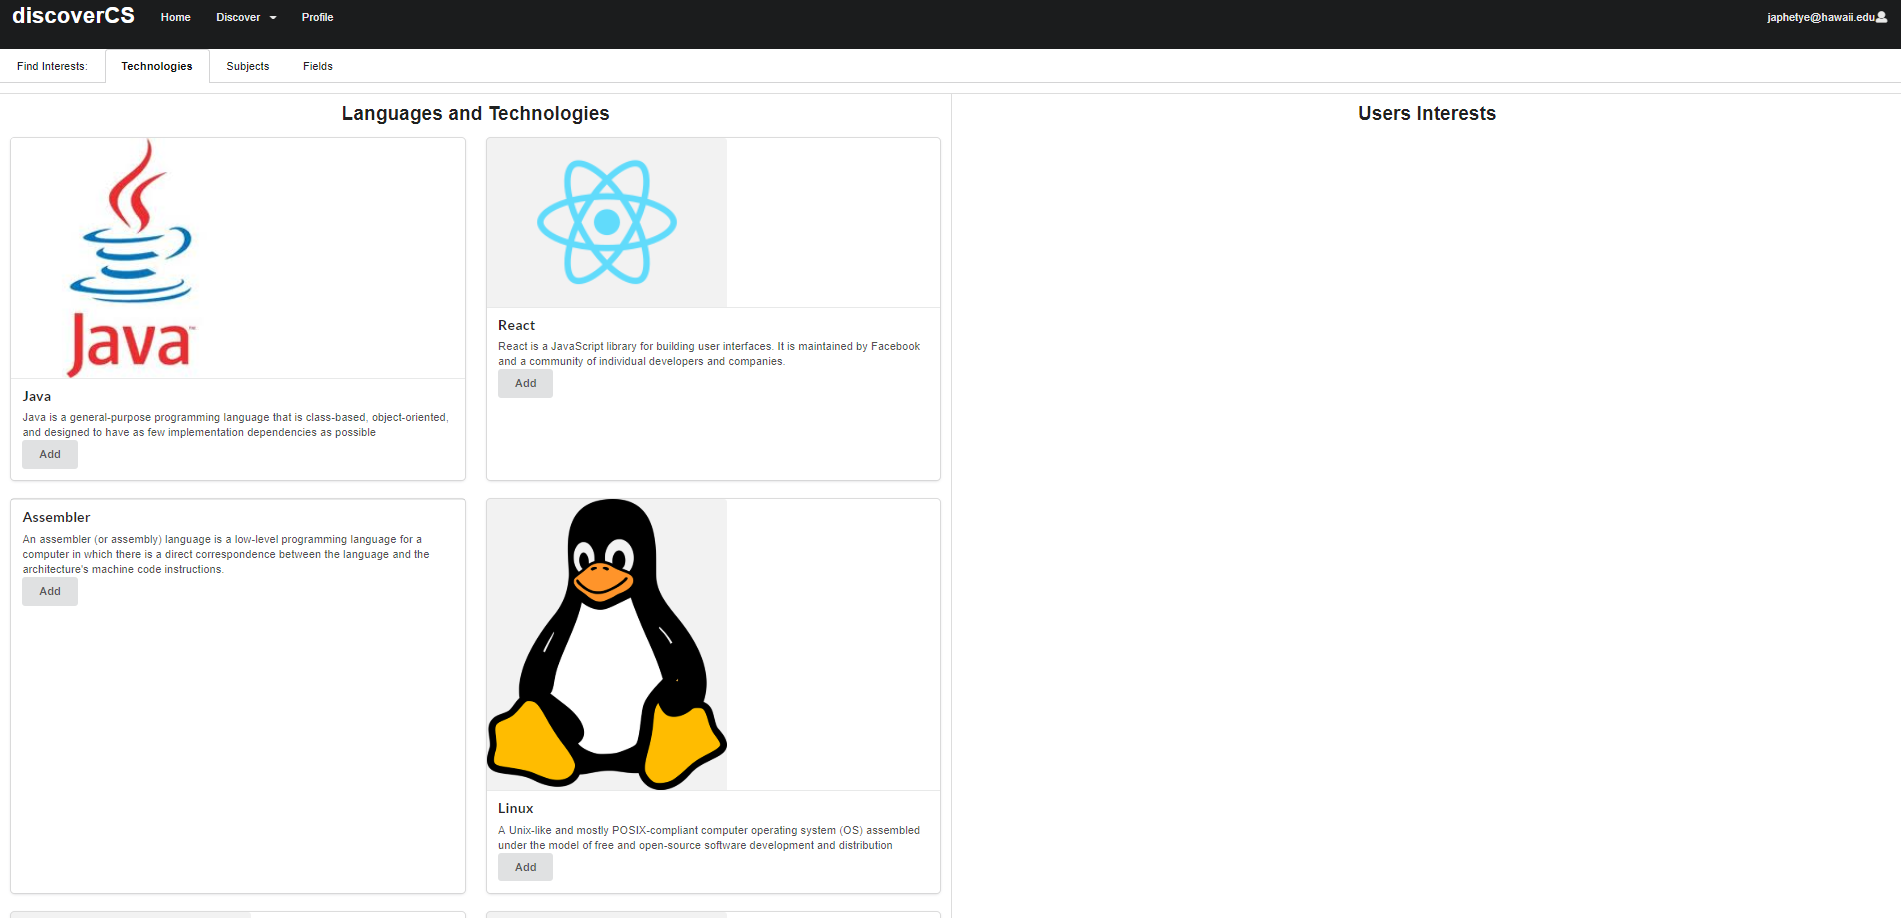 discoverCS Home Discover Profile japhetye@hawaii.edu
Find Interests: Technologies Subjects Fields
Languages and Technologies
Users Interests
Java™
Java
Java is a general-purpose programming language that is class-based, object-oriented,
and designed to have as few implementation dependencies as possible
Add
React
React is a JavaScript library for building user interfaces. It is maintained by Facebook
and a community of individual developers and companies.
Add
Assembler
An assembler (or assembly) language is a low-level programming language for a
computer in which there is a direct correspondence between the language and the
architecture's machine code instructions.
Add
Linux
A Unix-like and mostly POSIX-compliant computer operating system (OS) assembled
under the model of free and open-source software development and distribution
Add